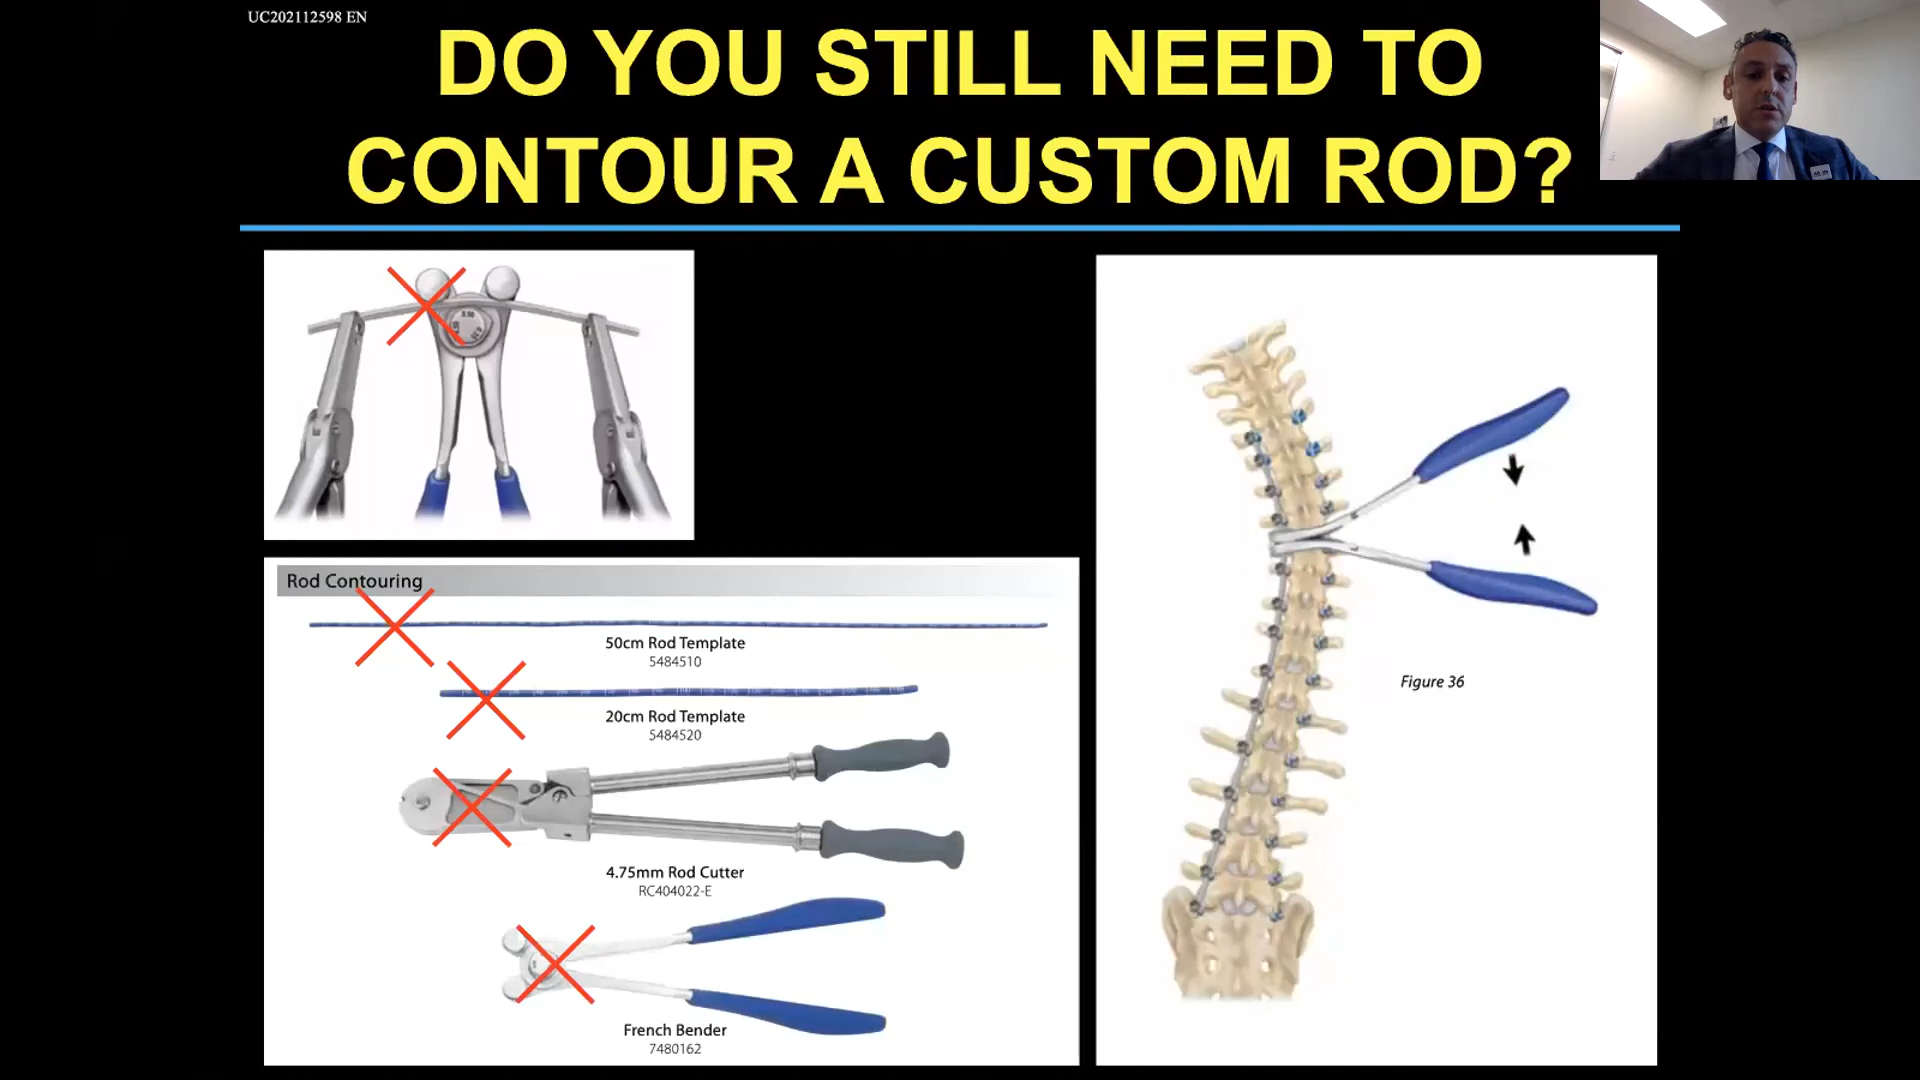 UC202112598 EN
DO YOU STILL NEED TO
CONTOUR A CUSTOM ROD?
Rod Contouring
50cm Rod Template
5484510
20cm Rod Template
5484520
4.75mm Rod Cutter
RC404022-E
French Bender
7480162
Figure 36